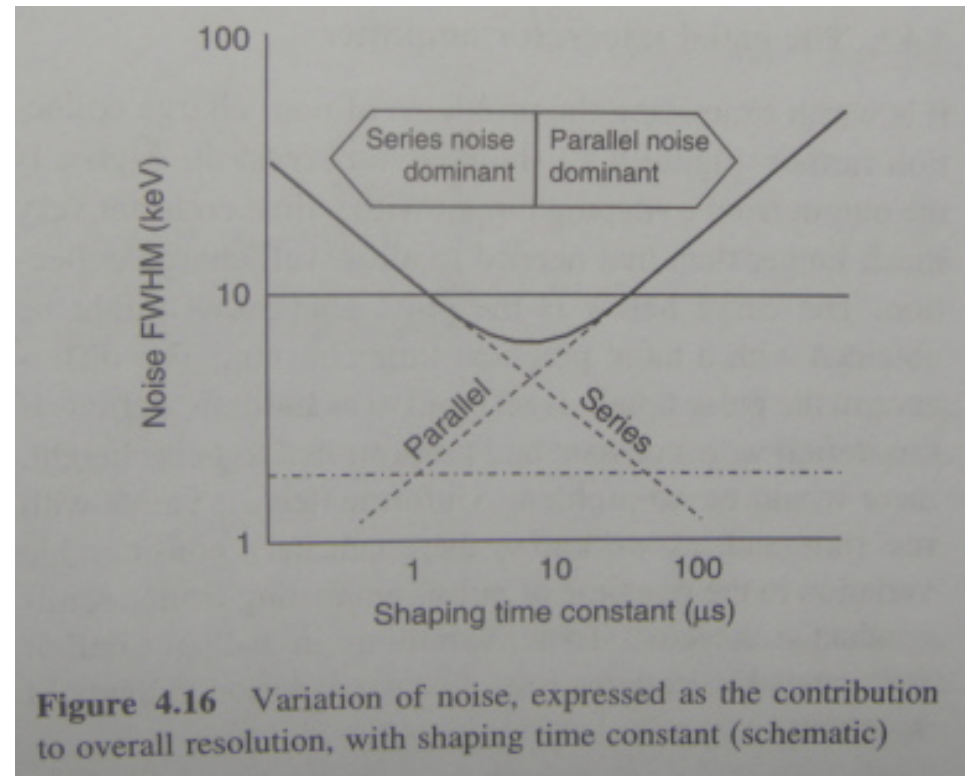 100
Series noise
dominant
Parallel noise
dominant
Noise FWHM (keV)
10
Parallel
Series
1
1 10 100
Shaping time constant (μs)
Figure 4.16 Variation of noise, expressed as the contribution
to overall resolution, with shaping time constant (schematic)